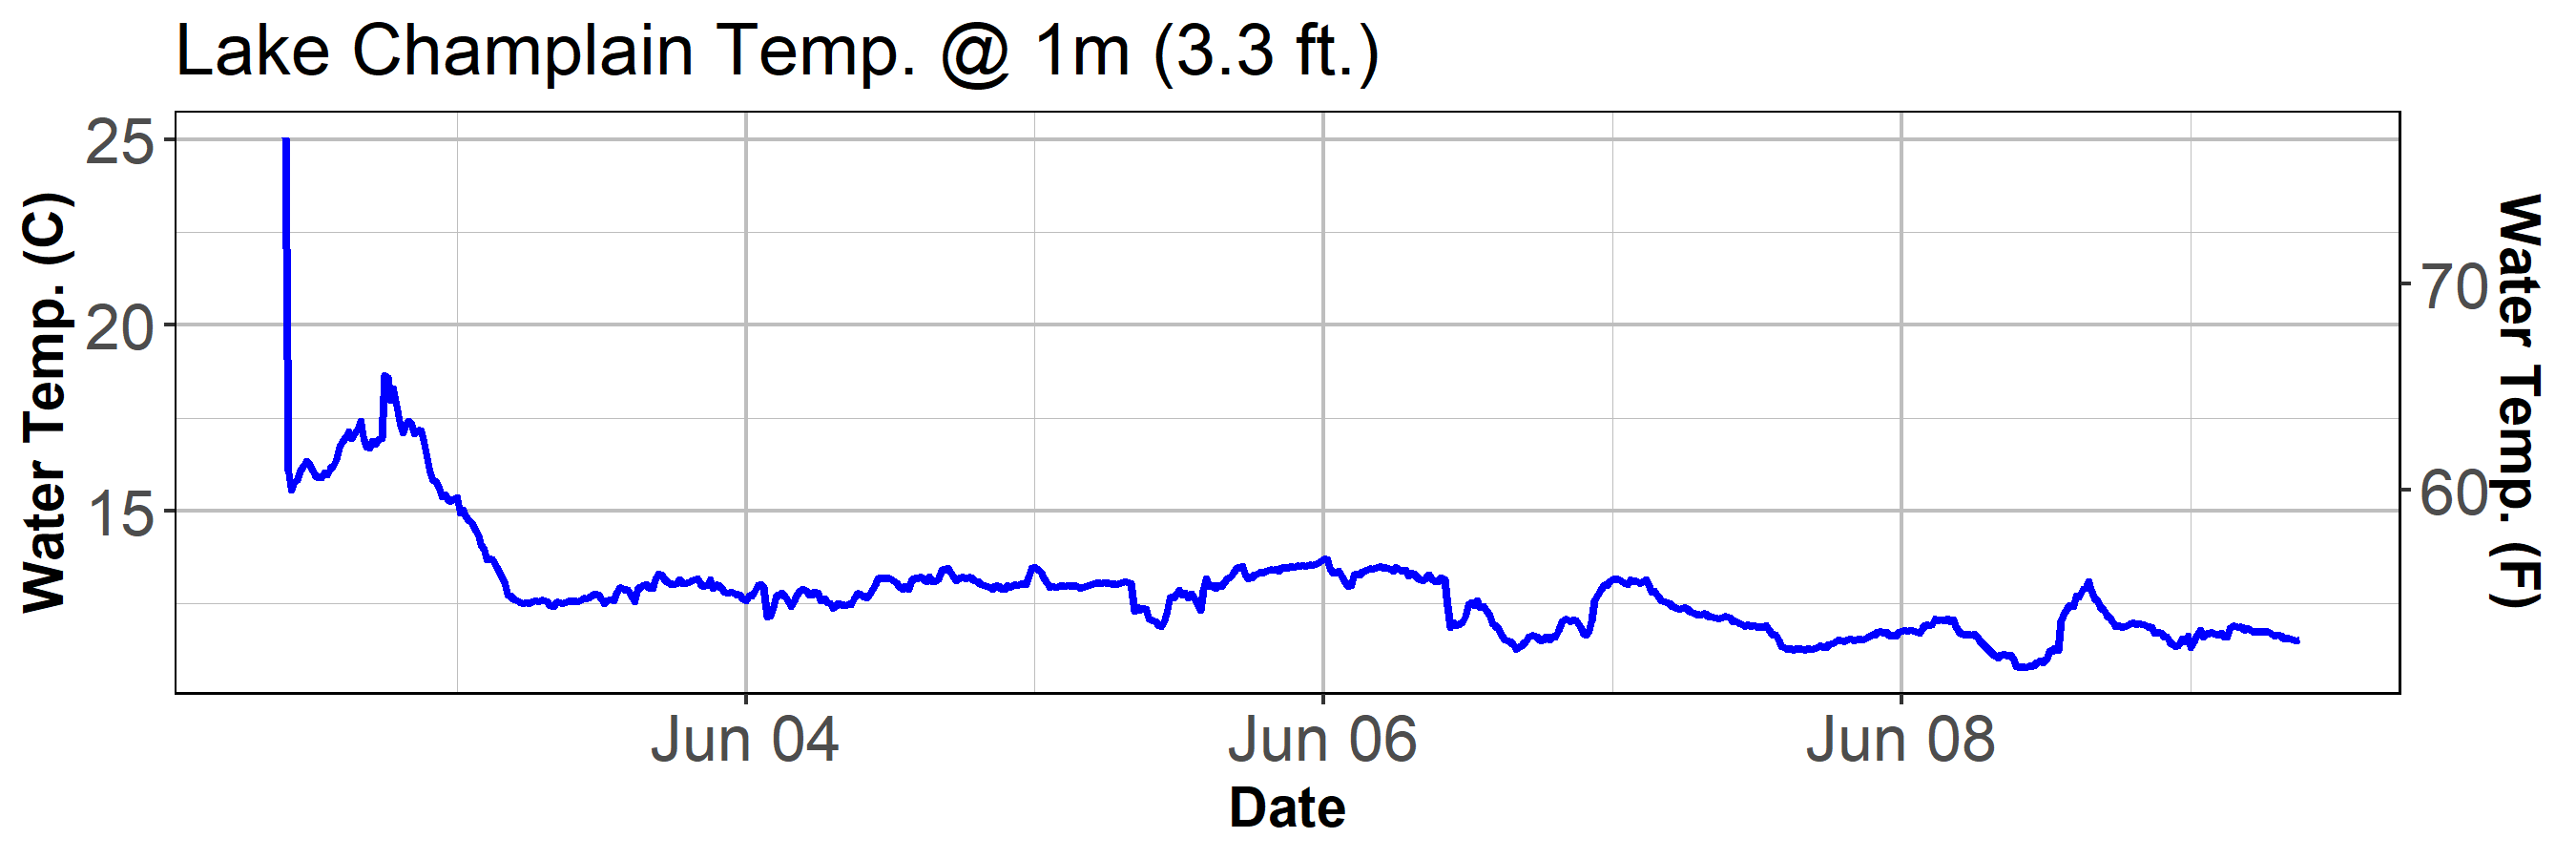 Lake Champlain Temp. @ 1m (3.3 ft.)
Water Temp. (C)
25
20
15
70
60
Water Temp. (F)
Jun 04
Jun 06
Jun 08
Date